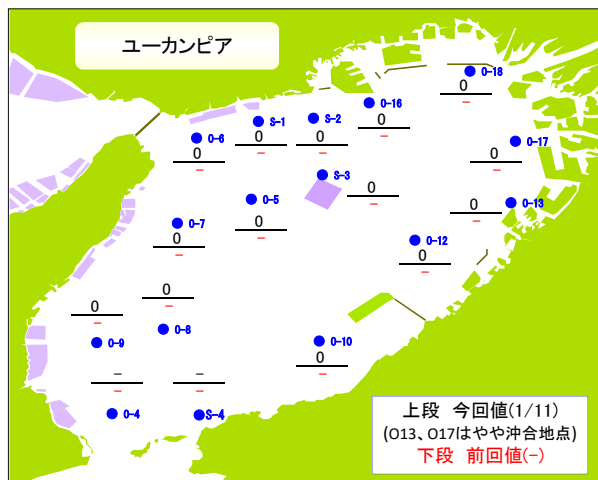 ユーカンピア
O-18
0
−
O-16
0
−
S-1
0
−
S-2
0
−
O-6
0
−
O-17
0
−
S-3
0
−
O-5
0
−
O-13
0
−
O-7
0
−
O-12
0
−
0
−
O-8
0
−
O-9
O-10
0
−
−
−
O-4
−
−
S-4
上段 今回値(1/11)
(O13、O17はやや沖合地点)
下段 前回値(−)